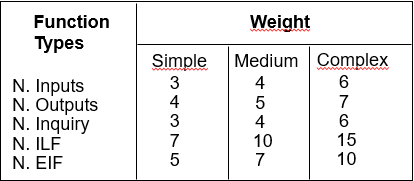 Function Types Weight
Simple Medium Complex
N. Inputs 3 4 6
N. Outputs 4 5 7
N. Inquiry 3 4 6
N. ILF 7 10 15
N. EIF 5 7 10